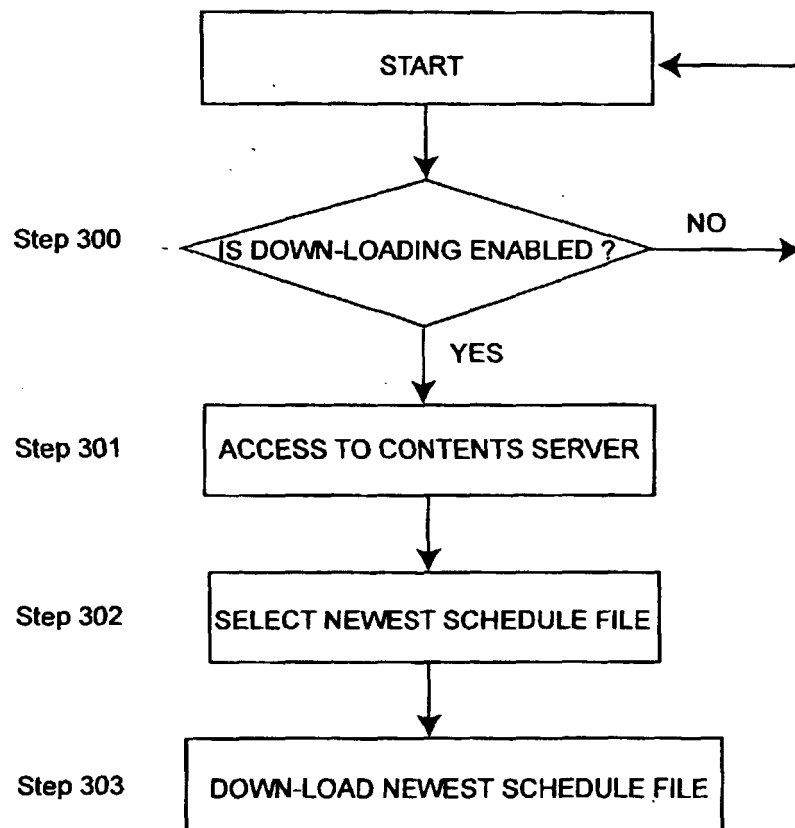 START
Step 300
IS DOWN-LOADING ENABLED ?
NO
YES
Step 301
ACCESS TO CONTENTS SERVER
Step 302
SELECT NEWEST SCHEDULE FILE
Step 303
DOWN-LOAD NEWEST SCHEDULE FILE